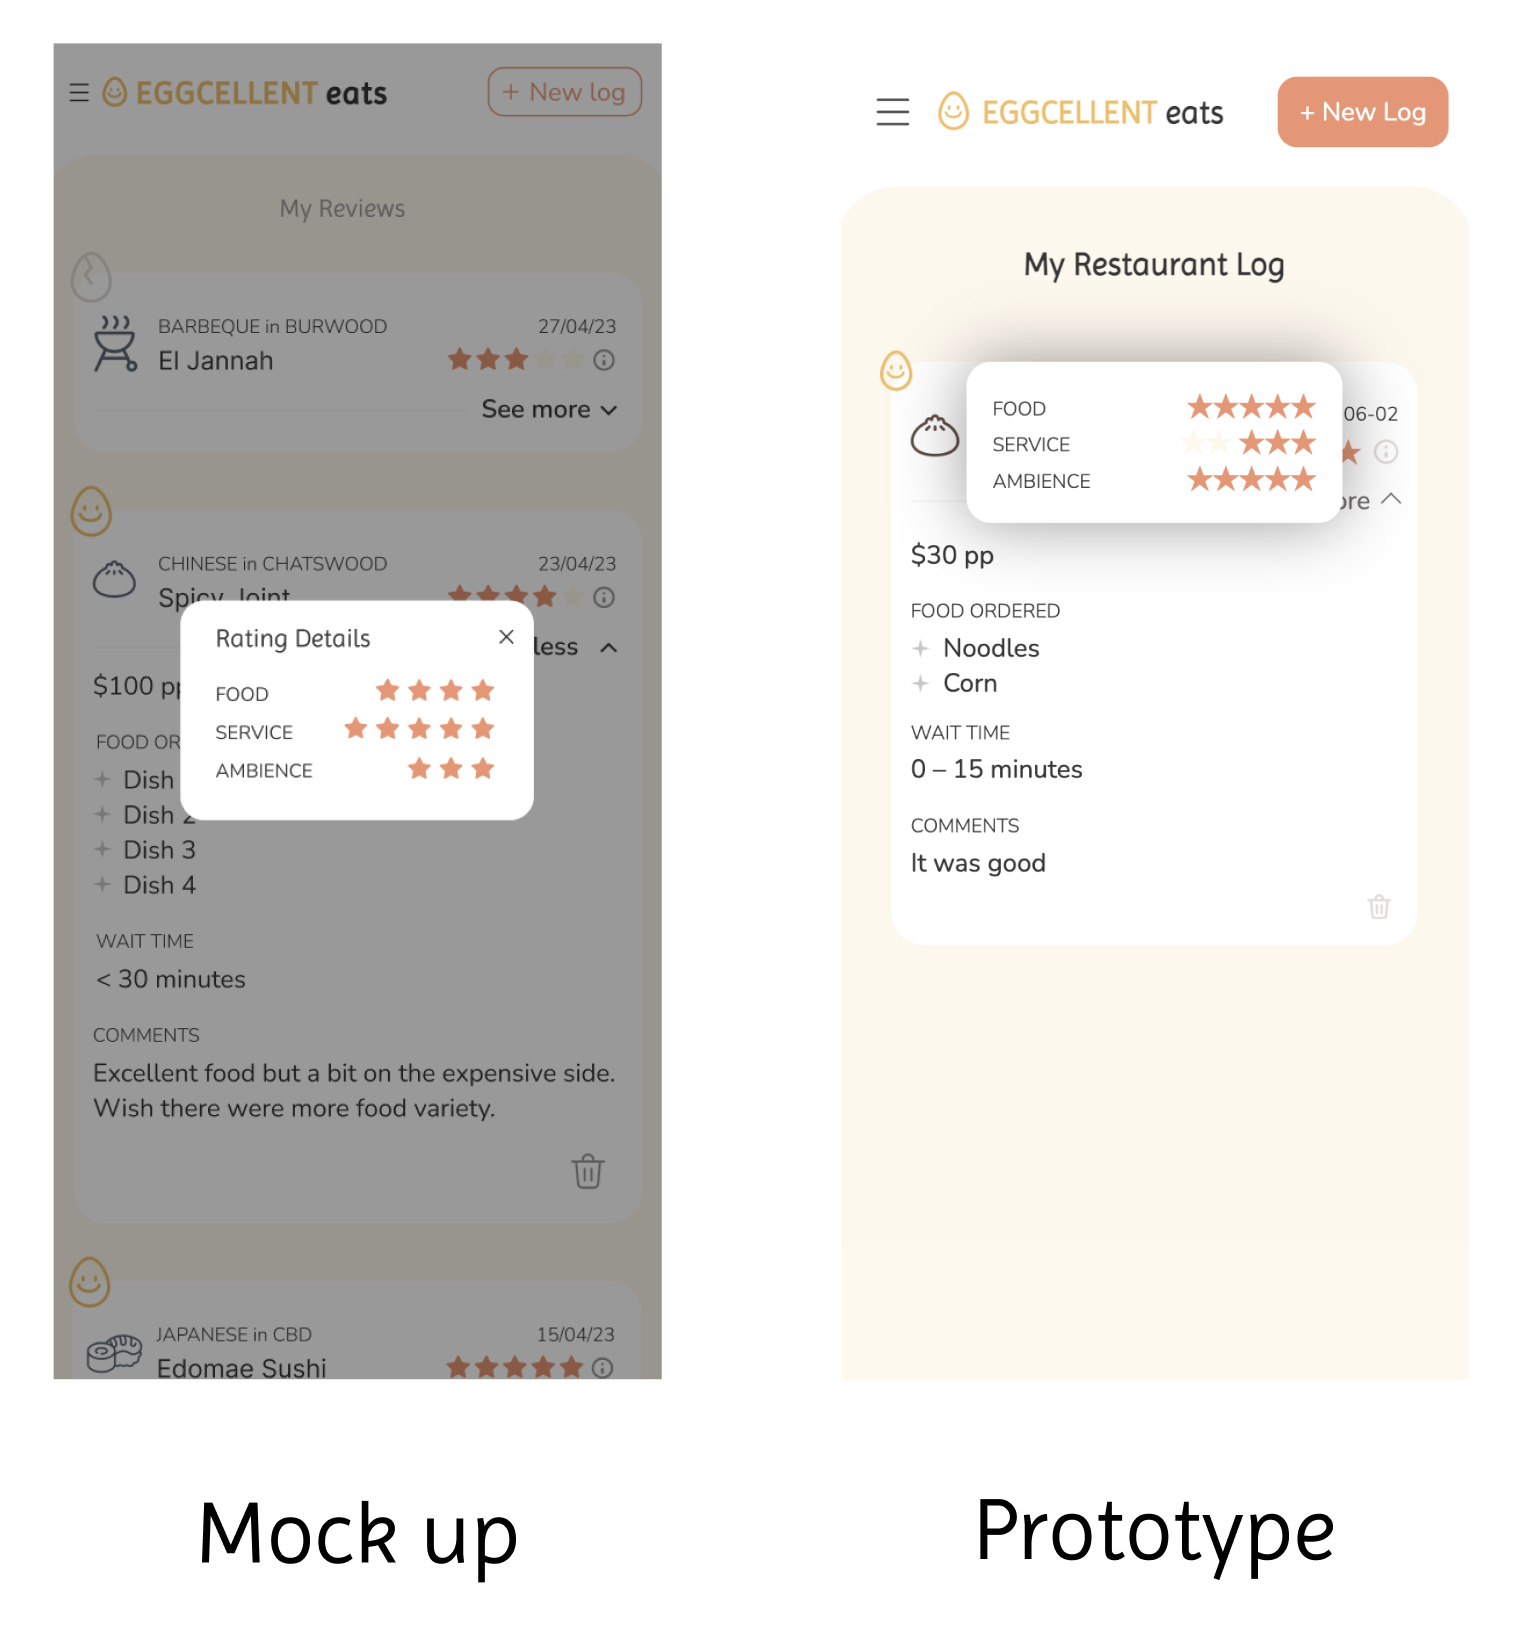 EGGCELLENT eats
+ New log
My Reviews
BARBEQUE in BURWOOD
27/04/23
El Jannah
See more
CHINESE in CHATSWOOD
23/04/23
Spicy Joint
less
Rating Details
FOOD
SERVICE
AMBIENCE
$100 pp
FOOD OR
Dish
Dish 2
Dish 3
Dish 4
WAIT TIME
< 30 minutes
COMMENTS
Excellent food but a bit on the expensive side.
Wish there were more food variety.
JAPANESE in CBD
15/04/23
Edomae Sushi
Mock up
EGGCELLENT eats
+ New Log
My Restaurant Log
FOOD
SERVICE
AMBIENCE
06-02
ore
$30 pp
FOOD ORDERED
Noodles
Corn
WAIT TIME
0 – 15 minutes
COMMENTS
It was good
Prototype